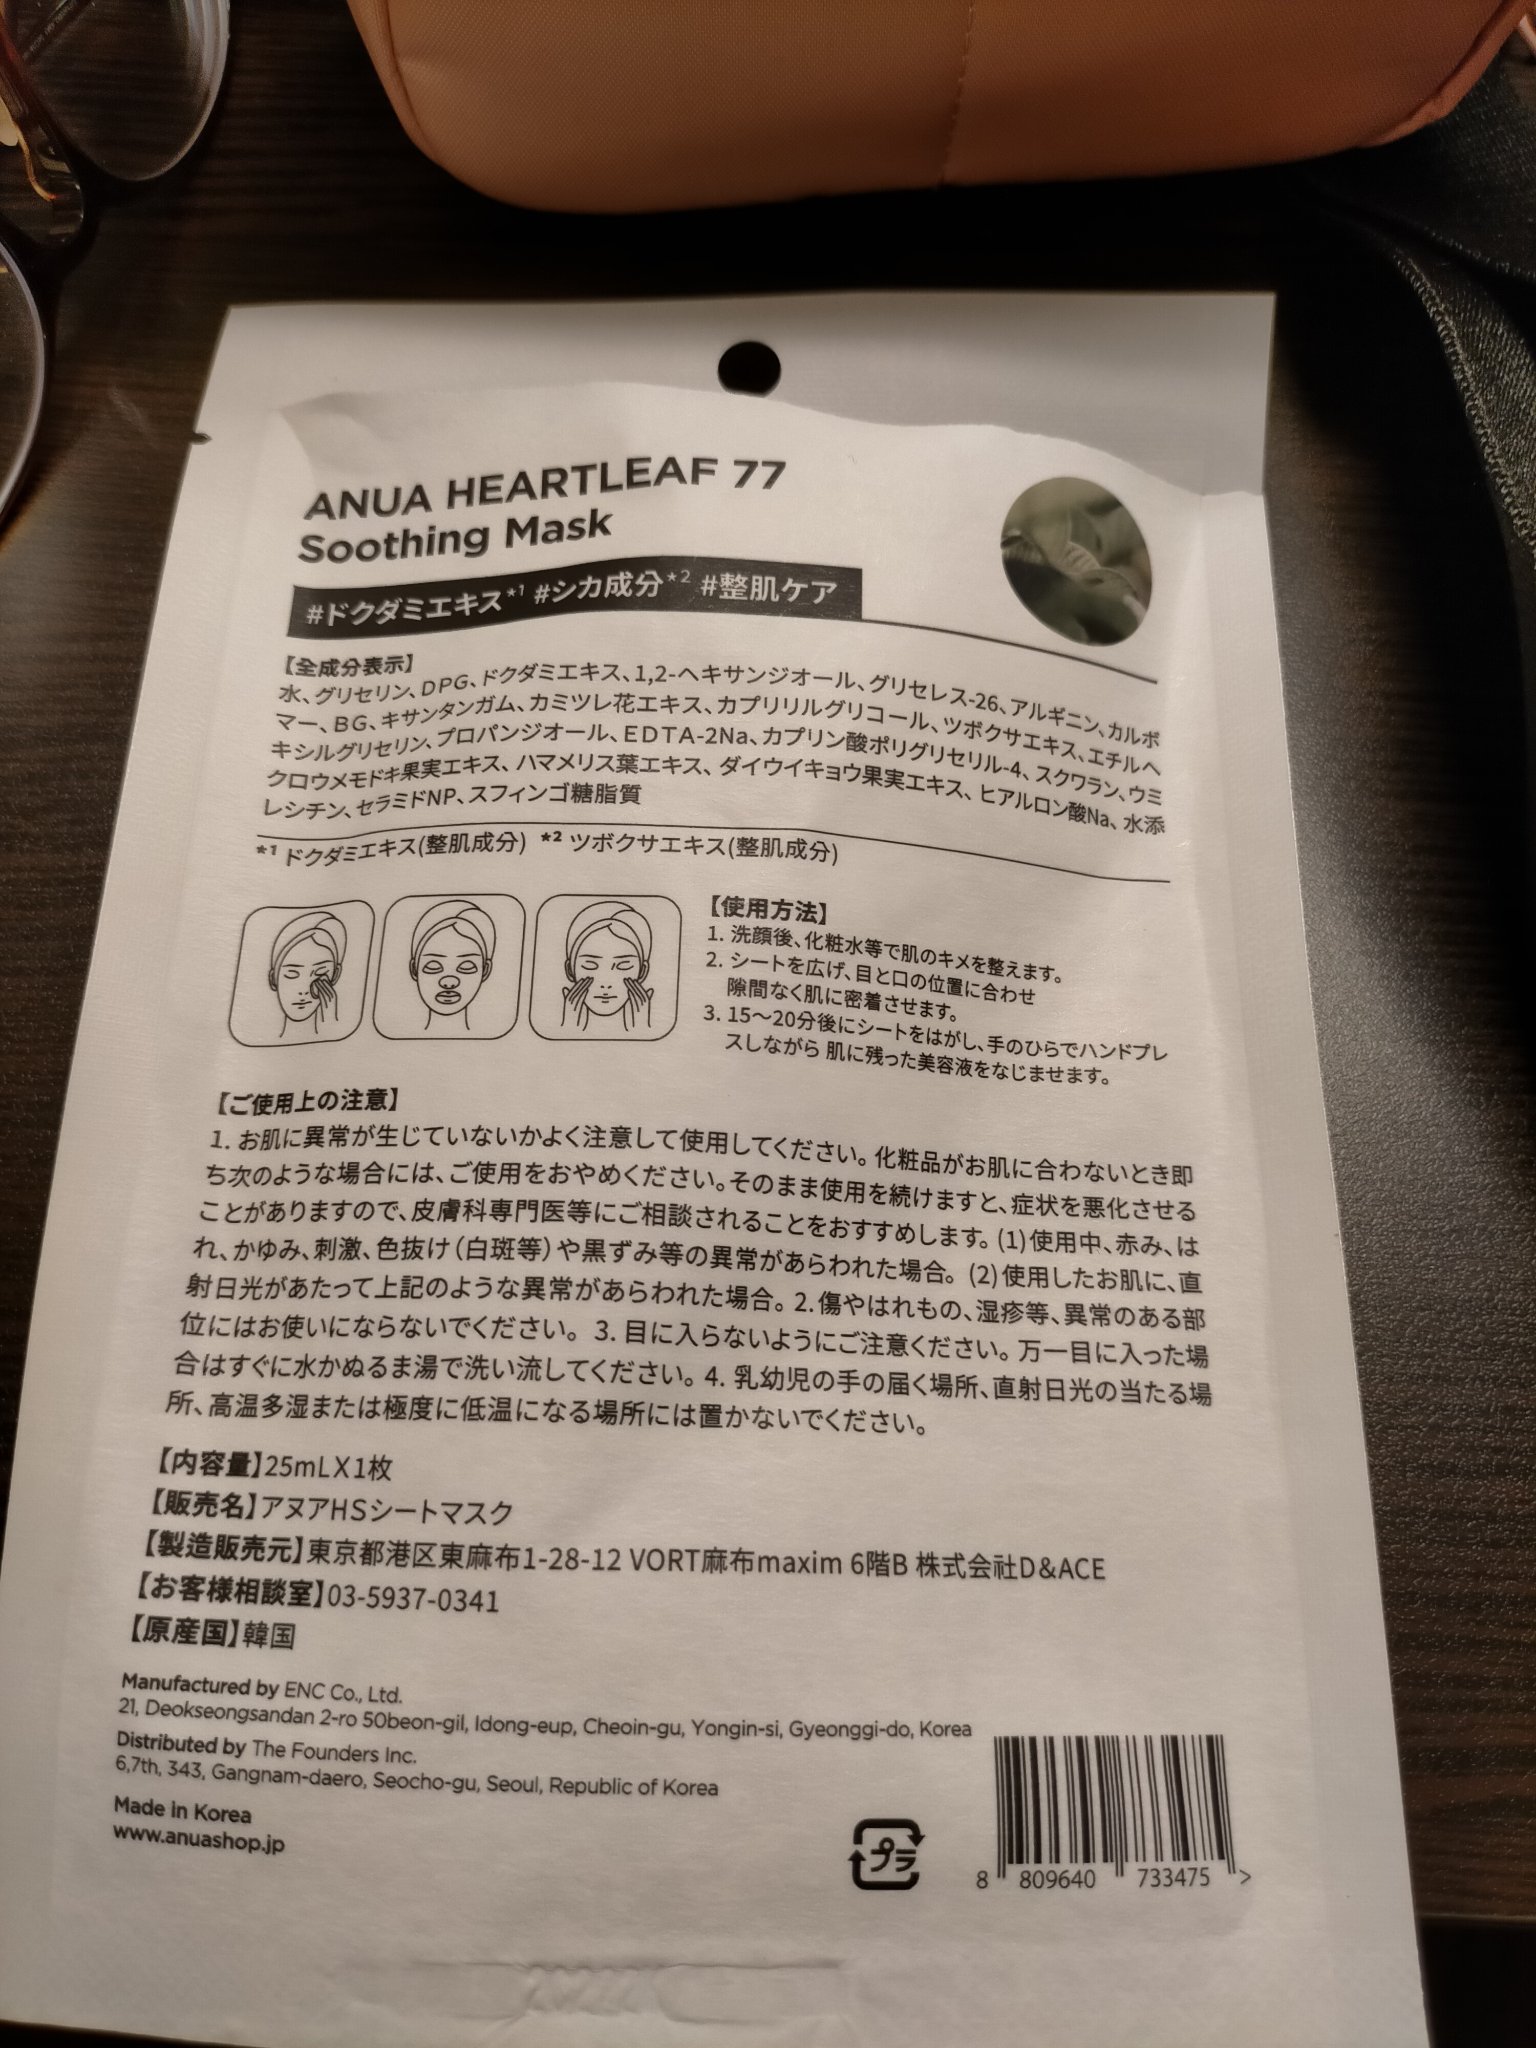 ANUA HEARTLEAF 77
Soothing Mask
#ドクダミエキス*1 #シカ成分*2 #整肌ケア
【全成分表示】
水、グリセリン、DPG、ドクダミエキス、1,2-ヘキサンジオール、グリセレス-26、アルギニン、カルボ
マー、BG、キサンタンガム、カミツレ花エキス、カプリリルグリコール、ツボクサエキス、エチルヘ
キシルグリセリン、プロパンジオール、EDTA-2Na、カプリン酸ポリグリセリル-4、スクワラン、ウミ
クロウメモドキ果実エキス、ハマメリス葉エキス、ダイウイキョウ果実エキス、ヒアルロン酸Na、水添
レシチン、セラミドNP、スフィンゴ糖脂質
*1 ドクダミエキス(整肌成分) *2 ツボクサエキス(整肌成分)
【使用方法】
1. 洗顔後、化粧水等で肌のキメを整えます。
2. シートを広げ、目と口の位置に合わせ
隙間なく肌に密着させます。
3. 15～20分後にシートをはがし、手のひらでハンドプレ
スしながら 肌に残った美容液をなじませます。
【ご使用上の注意】
1. お肌に異常が生じていないかよく注意して使用してください。化粧品がお肌に合わないとき即
ち次のような場合には、ご使用をおやめください。そのまま使用を続けますと、症状を悪化させる
ことがありますので、皮膚科専門医等にご相談されることをおすすめします。(1)使用中、赤み、は
れ、かゆみ、刺激、色抜け(白斑等)や黒ずみ等の異常があらわれた場合。(2)使用したお肌に、直
射日光があたって上記のような異常があらわれた場合。2.傷やはれもの、湿疹等、異常のある部
位にはお使いにならないでください。 3. 目に入らないようにご注意ください。万一目に入った場
合はすぐに水かぬるま湯で洗い流してください。4. 乳幼児の手の届く場所、直射日光の当たる場
所、高温多湿または極度に低温になる場所には置かないでください。
【内容量】25mLX1枚
【販売名】アヌアHSシートマスク
【製造販売元】東京都港区東麻布1-28-12 VORT麻布maxim 6階B 株式会社D&ACE
【お客様相談室】03-5937-0341
【原産国】韓国
Manufactured by ENC Co., Ltd.
21, Deokseongsandan 2-ro 50beon-gil, Idong-eup, Cheoin-gu, Yongin-si, Gyeonggi-do, Korea
Distributed by The Founders Inc.
6,7th, 343, Gangnam-daero, Seocho-gu, Seoul, Republic of Korea
Made in Korea
www.anuashop.jp
プラ
8 809640 733475 >